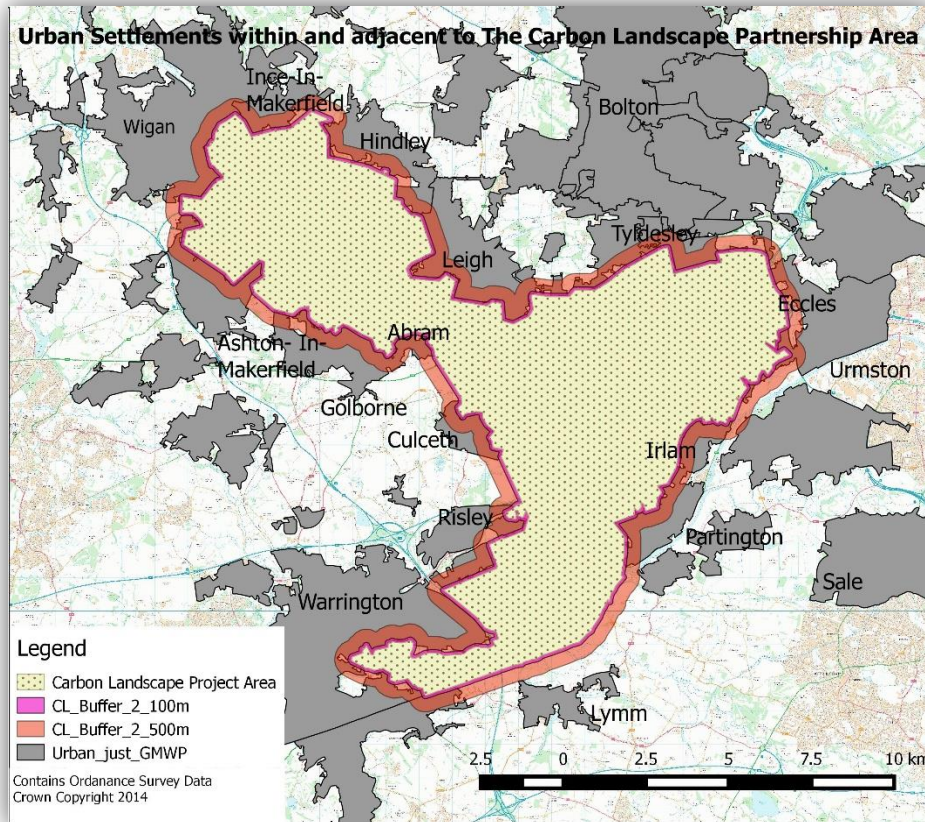 Urban Settlements within and adjacent to The Carbon Landscape Partnership Area
Ince-In-
Makerfield
Bolton
Wigan
Hindley
Tyldesley
Leigh
Eccles
Abram
Ashton- In-
Makerfield
Urmston
Golborne
Culceth
Irlam
Risley
Partington
Sale
Warrington
Lymm
Legend
Carbon Landscape Project Area
CL_Buffer_2_100m
CL_Buffer_2_500m
Urban_just_GMWP
Contains Ordanance Survey Data
Crown Copyright 2014
2.5 0 2.5 5 7.5 10 km